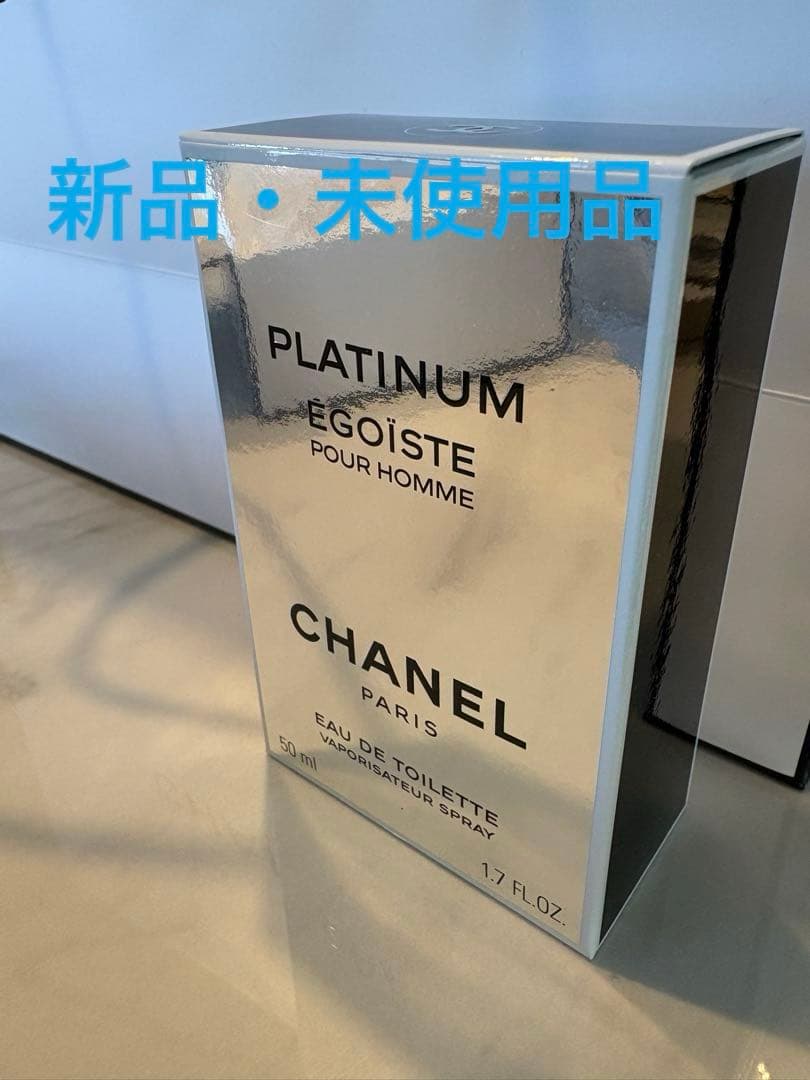 新品・未使用品
PLATINUM
ÉGOÏSTE
POUR HOMME
CHANEL
PARIS
EAU DE TOILETTE
VAPORISATEUR SPRAY
50 ml
1.7 FL.OZ.